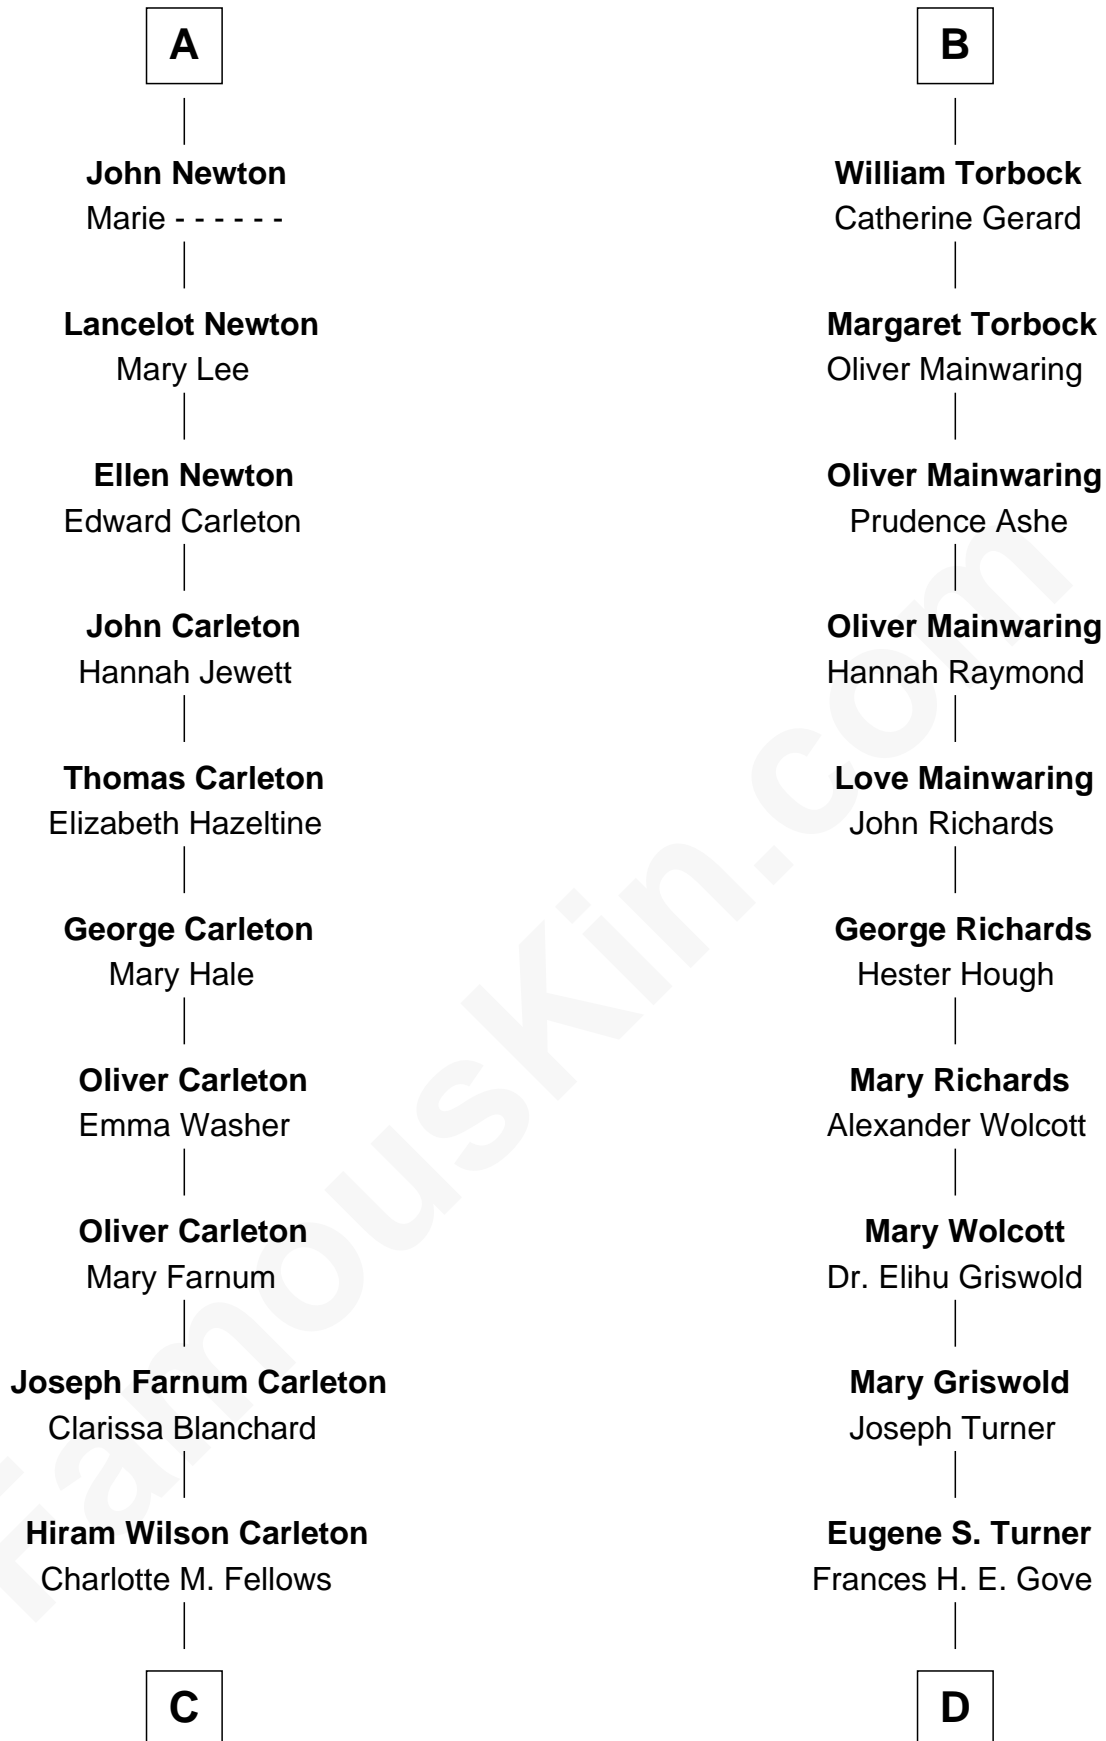 A
John Newton
Marie - - - - - -
Lancelot Newton
Mary Lee
Ellen Newton
Edward Carleton
John Carleton
Hannah Jewett
Thomas Carleton
Elizabeth Hazeltine
George Carleton
Mary Hale
Oliver Carleton
Emma Washer
Oliver Carleton
Mary Farnum
Joseph Farnum Carleton
Clarissa Blanchard
Hiram Wilson Carleton
Charlotte M. Fellows
C
B
William Torbock
Catherine Gerard
Margaret Torbock
Oliver Mainwaring
Oliver Mainwaring
Prudence Ashe
Oliver Mainwaring
Hannah Raymond
Love Mainwaring
John Richards
George Richards
Hester Hough
Mary Richards
Alexander Wolcott
Mary Wolcott
Dr. Elihu Griswold
Mary Griswold
Joseph Turner
Eugene S. Turner
Frances H. E. Gove
D
FamousKin.com